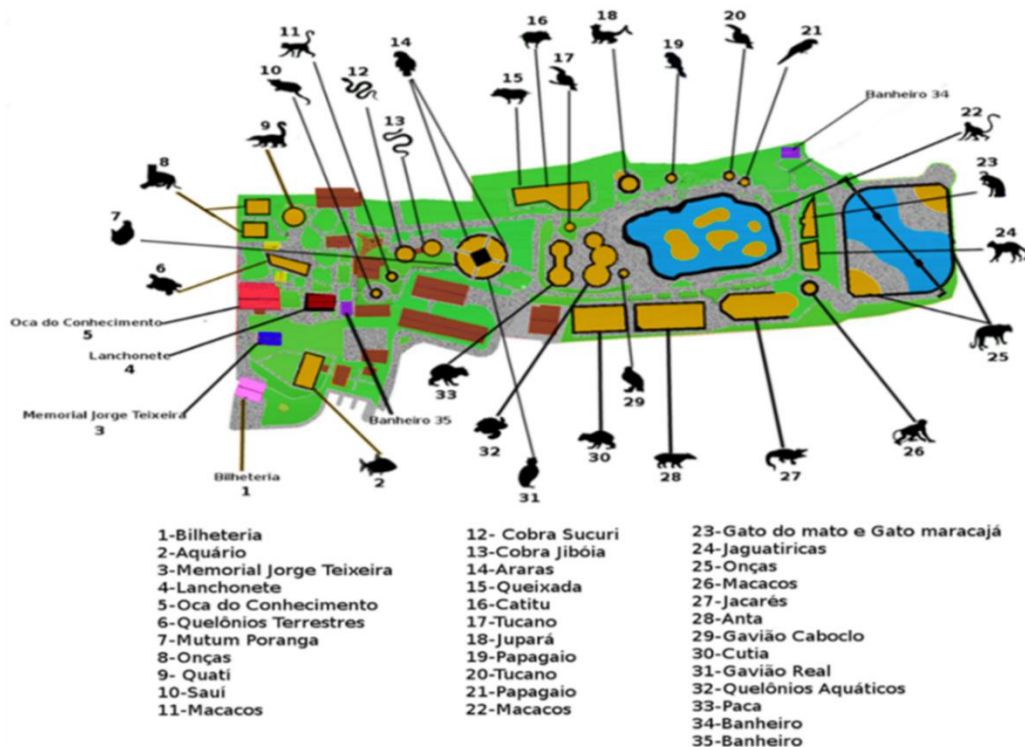 16
18
20
11
17
19
21
14
10
12
15
Banheiro 34
22
13
9
8
23
7
24
6
Oca do Conhecimento
5
Lanchonete
4
25
33
29
Memorial Jorge Teixeira
3
Banheiro 35
32
30
26
2
28
27
Bilheteria
1
31
1-Bilheteria
2-Aquário
3-Memorial Jorge Teixeira
4-Lanchonete
5-Oca do Conhecimento
6-Quelônios Terrestres
7-Mutum Poranga
8-Onças
9- Quati
10-Sauí
11-Macacos
12- Cobra Sucuri
13-Cobra Jibóia
14-Araras
15-Queixada
16-Catitu
17-Tucano
18-Jupará
19-Papagaio
20-Tucano
21-Papagaio
22-Macacos
23-Gato do mato e Gato maracajá
24-Jaguatiricas
25-Onças
26-Macacos
27-Jacarés
28-Anta
29-Gavião Caboclo
30-Cutia
31-Gavião Real
32-Quelônios Aquáticos
33-Paca
34-Banheiro
35-Banheiro